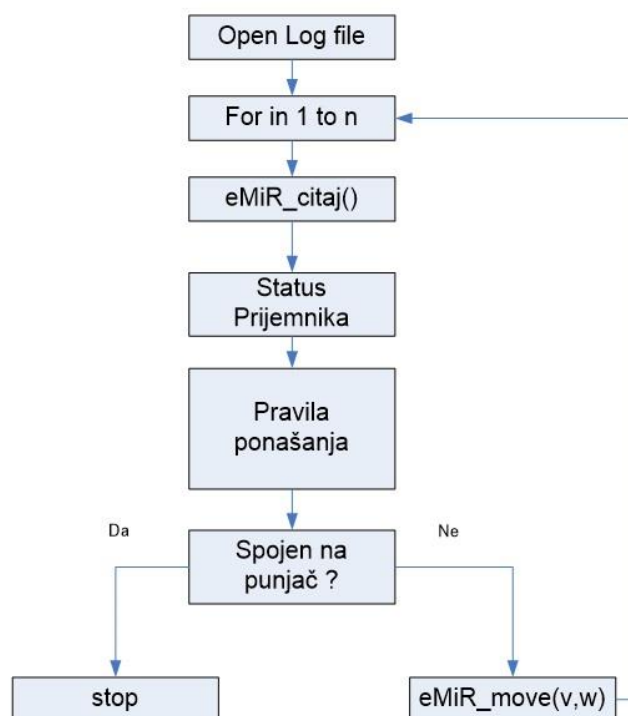 Open Log file
For in 1 to n
eMiR_citaj()
Status
Prijemnika
Pravila
ponašanja
Da
Ne
Spojen na
punjač ?
stop
eMiR_move(v,w)